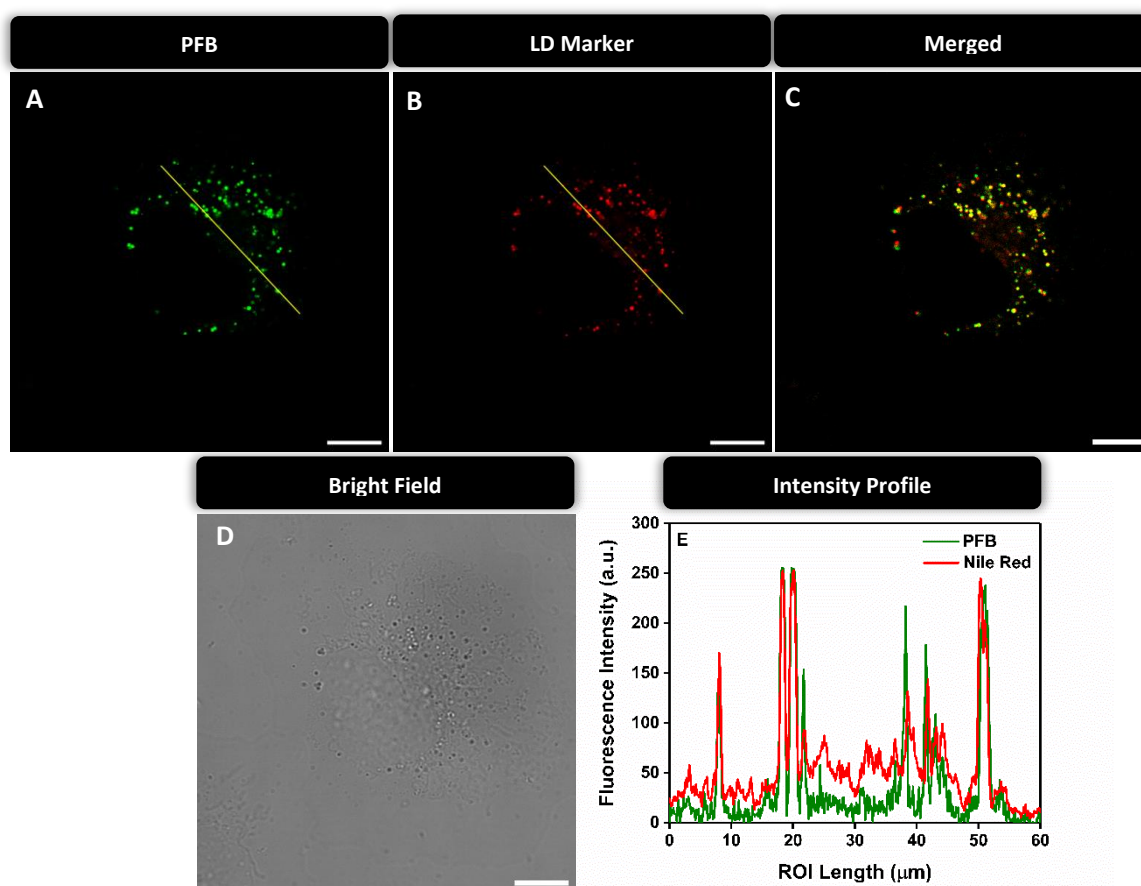 PFB
LD Marker
Merged
A
B
C
Bright Field
Intensity Profile
D
E
PFB
Nile Red
300
250
200
150
100
50
0
Fluorescence Intensity (a.u.)
0 10 20 30 40 50 60
ROI Length (μm)